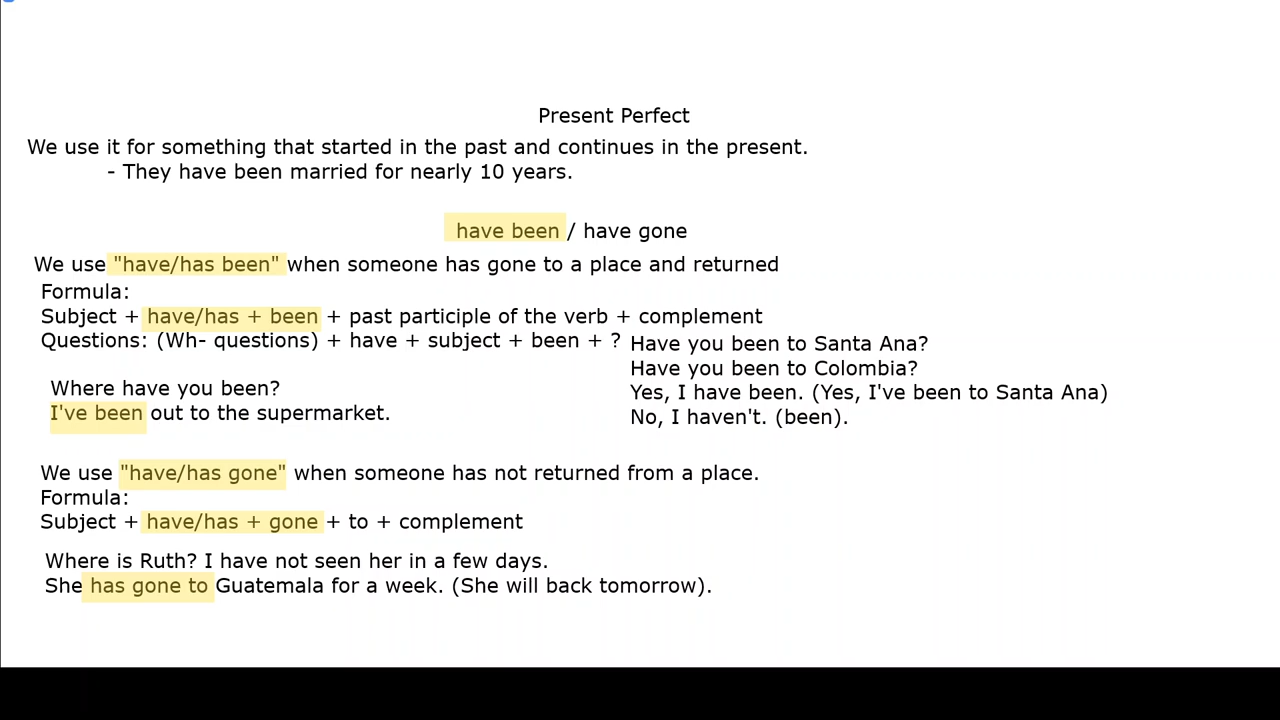 Present Perfect
We use it for something that started in the past and continues in the present.
- They have been married for nearly 10 years.
have been / have gone
We use "have/has been" when someone has gone to a place and returned
Formula:
Subject + have/has + been + past participle of the verb + complement
Questions: (Wh- questions) + have + subject + been + ?
Have you been to Santa Ana?
Have you been to Colombia?
Yes, I have been. (Yes, I've been to Santa Ana)
No, I haven't. (been).
Where have you been?
I've been out to the supermarket.
We use "have/has gone" when someone has not returned from a place.
Formula:
Subject + have/has + gone + to + complement
Where is Ruth? I have not seen her in a few days.
She has gone to Guatemala for a week. (She will back tomorrow).